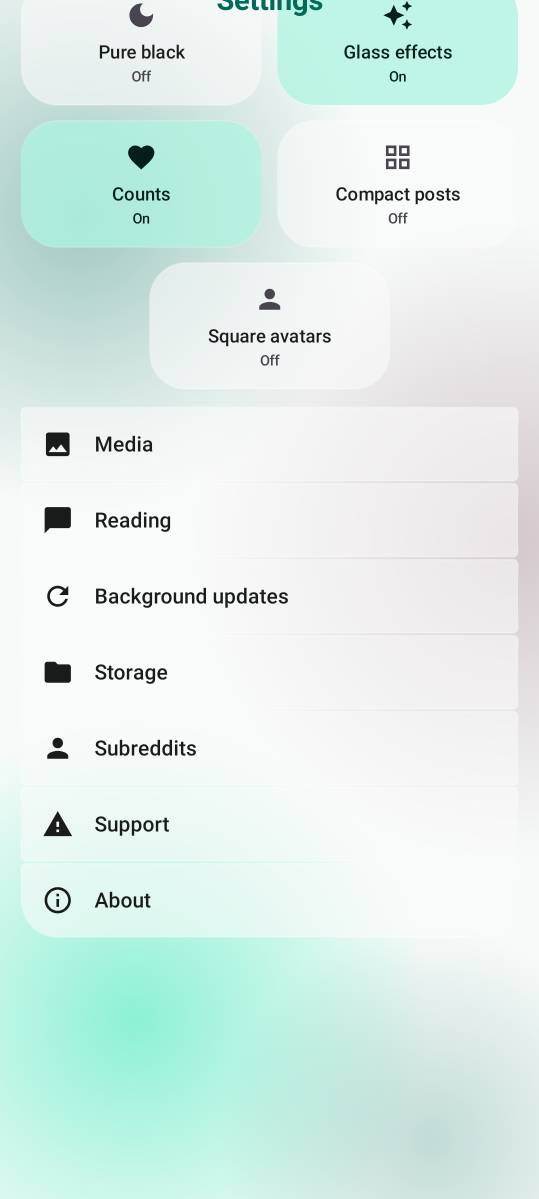 Settings
Pure black
Off
Glass effects
On
Counts
On
Compact posts
Off
Square avatars
Off
Media
Reading
Background updates
Storage
Subreddits
Support
About